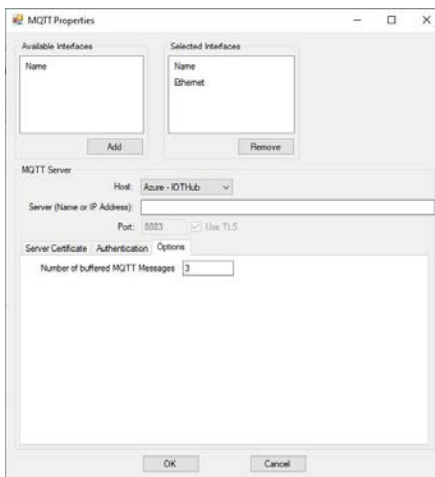 MQTT Properties
Available Interfaces
Selected Interfaces
Name
Name
Ethernet
Add
Remove
MQTT Server
Host: Azure - IOTHub
Server (Name or IP Address):
Port: 8883 Use TLS
Server Certificate Authentication Options
Number of buffered MQTT Messages 3
OK
Cancel